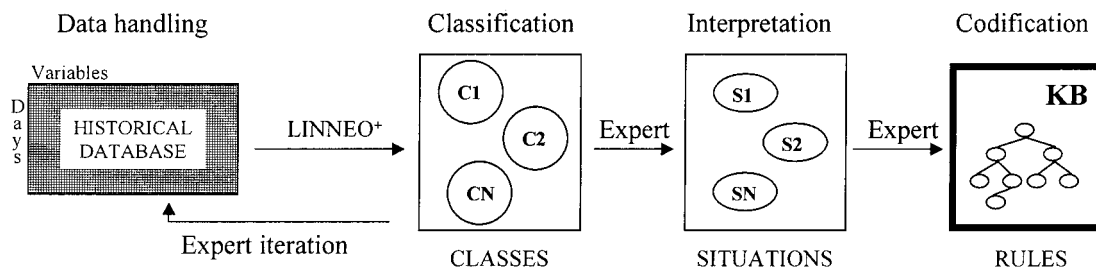 Data handling
Classification
Interpretation
Codification
Variables
Days
HISTORICAL
DATABASE
LINNEO⁺
C1
C2
CN
Expert
S1
S2
SN
Expert
KB
Expert iteration
CLASSES
SITUATIONS
RULES